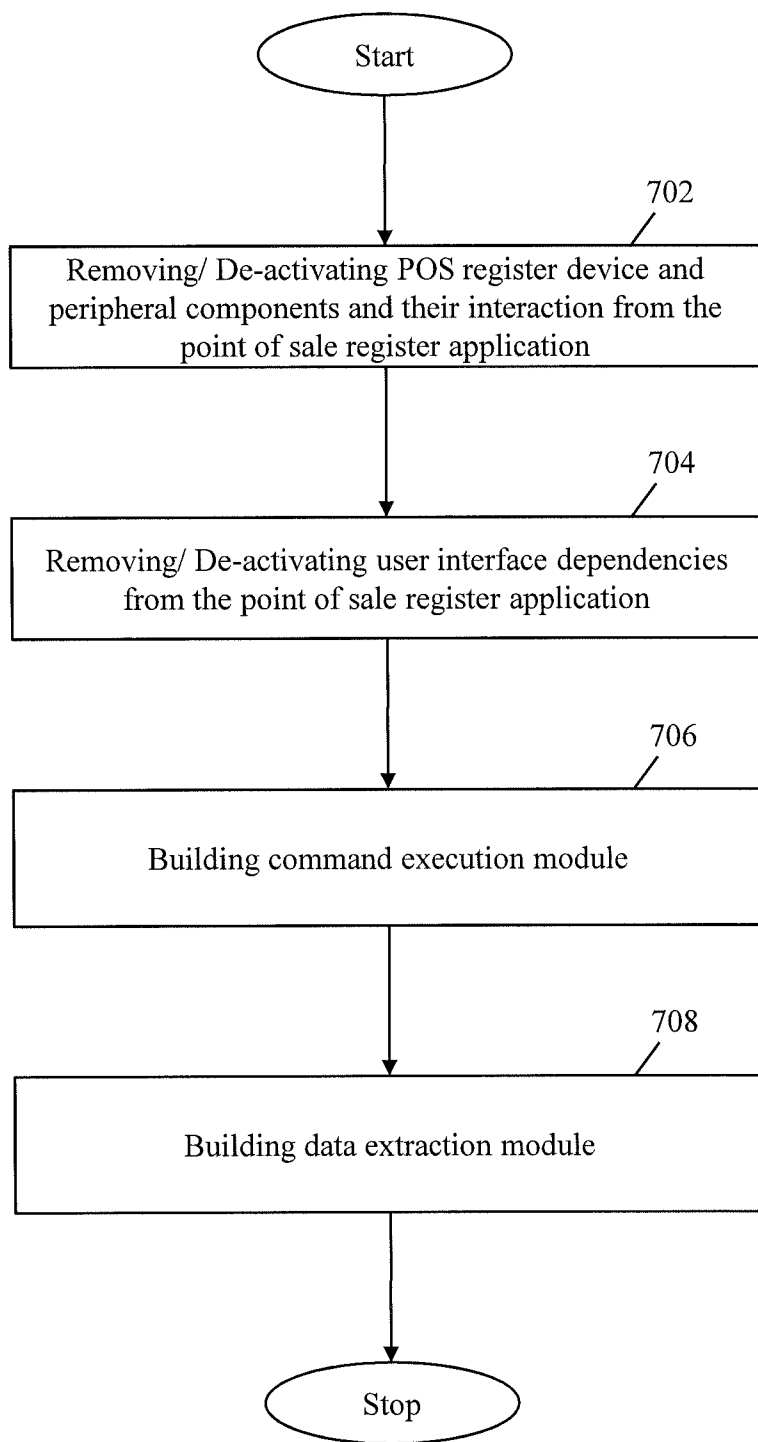 Start
702
Removing/ De-activating POS register device and
peripheral components and their interaction from the
point of sale register application
704
Removing/ De-activating user interface dependencies
from the point of sale register application
706
Building command execution module
708
Building data extraction module
Stop